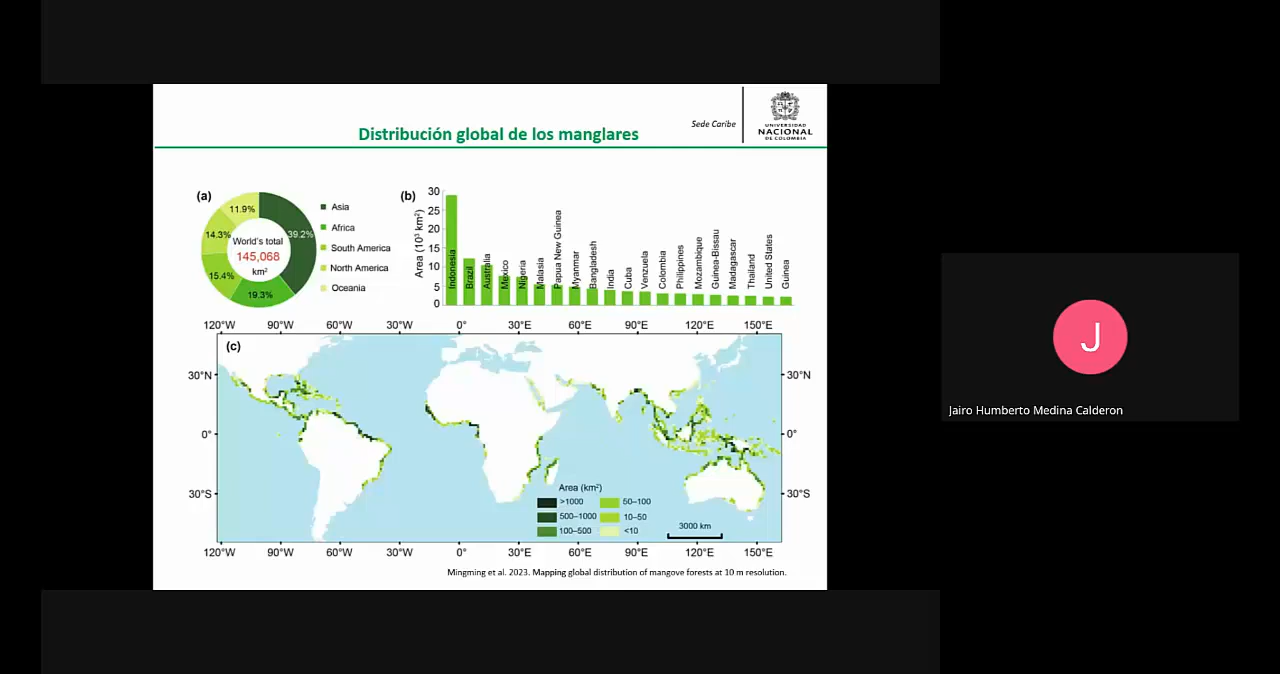 Sede Caribe
UNIVERSIDAD
NACIONAL
DE COLOMBIA
Distribución global de los manglares
(a)
11.9%
39.2%
14.3%
15.4%
19.3%
World's total
145,068
km²
Asia
Africa
South America
North America
Oceania
(b)
Area (10³ km²)
30
25
20
15
10
5
0
Indonesia
Brazil
Australia
Mexico
Nigeria
Malasia
Papua New Guinea
Myanmar
Bangladesh
India
Cuba
Venzuela
Colombia
Philippines
Mozambique
Guinea-Bissau
Madagascar
Thailand
United States
Guinea
120°W 90°W 60°W 30°W 0° 30°E 60°E 90°E 120°E 150°E
(c)
30°N 30°N
0° 0°
30°S 30°S
Area (km²)
>1000 50–100
500–1000 10–50
100–500 <10
3000 km
120°W 90°W 60°W 30°W 0° 30°E 60°E 90°E 120°E 150°E
Mingming et al. 2023. Mapping global distribution of mangove forests at 10 m resolution.
J
Jairo Humberto Medina Calderon